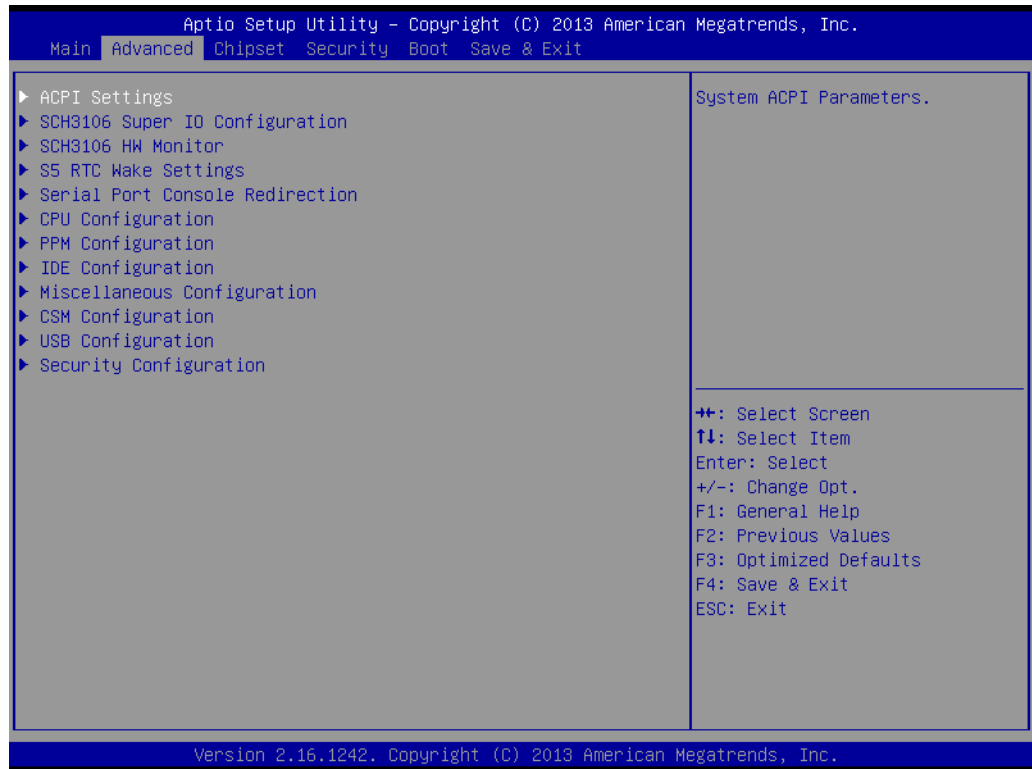 Aptio Setup Utility – Copyright (C) 2013 American Megatrends, Inc.
Main Advanced Chipset Security Boot Save & Exit
▶ ACPI Settings
▶ SCH3106 Super IO Configuration
▶ SCH3106 HW Monitor
▶ S5 RTC Wake Settings
▶ Serial Port Console Redirection
▶ CPU Configuration
▶ PPM Configuration
▶ IDE Configuration
▶ Miscellaneous Configuration
▶ CSM Configuration
▶ USB Configuration
▶ Security Configuration
System ACPI Parameters.
→←: Select Screen
↑↓: Select Item
Enter: Select
+/-: Change Opt.
F1: General Help
F2: Previous Values
F3: Optimized Defaults
F4: Save & Exit
ESC: Exit
Version 2.16.1242. Copyright (C) 2013 American Megatrends, Inc.